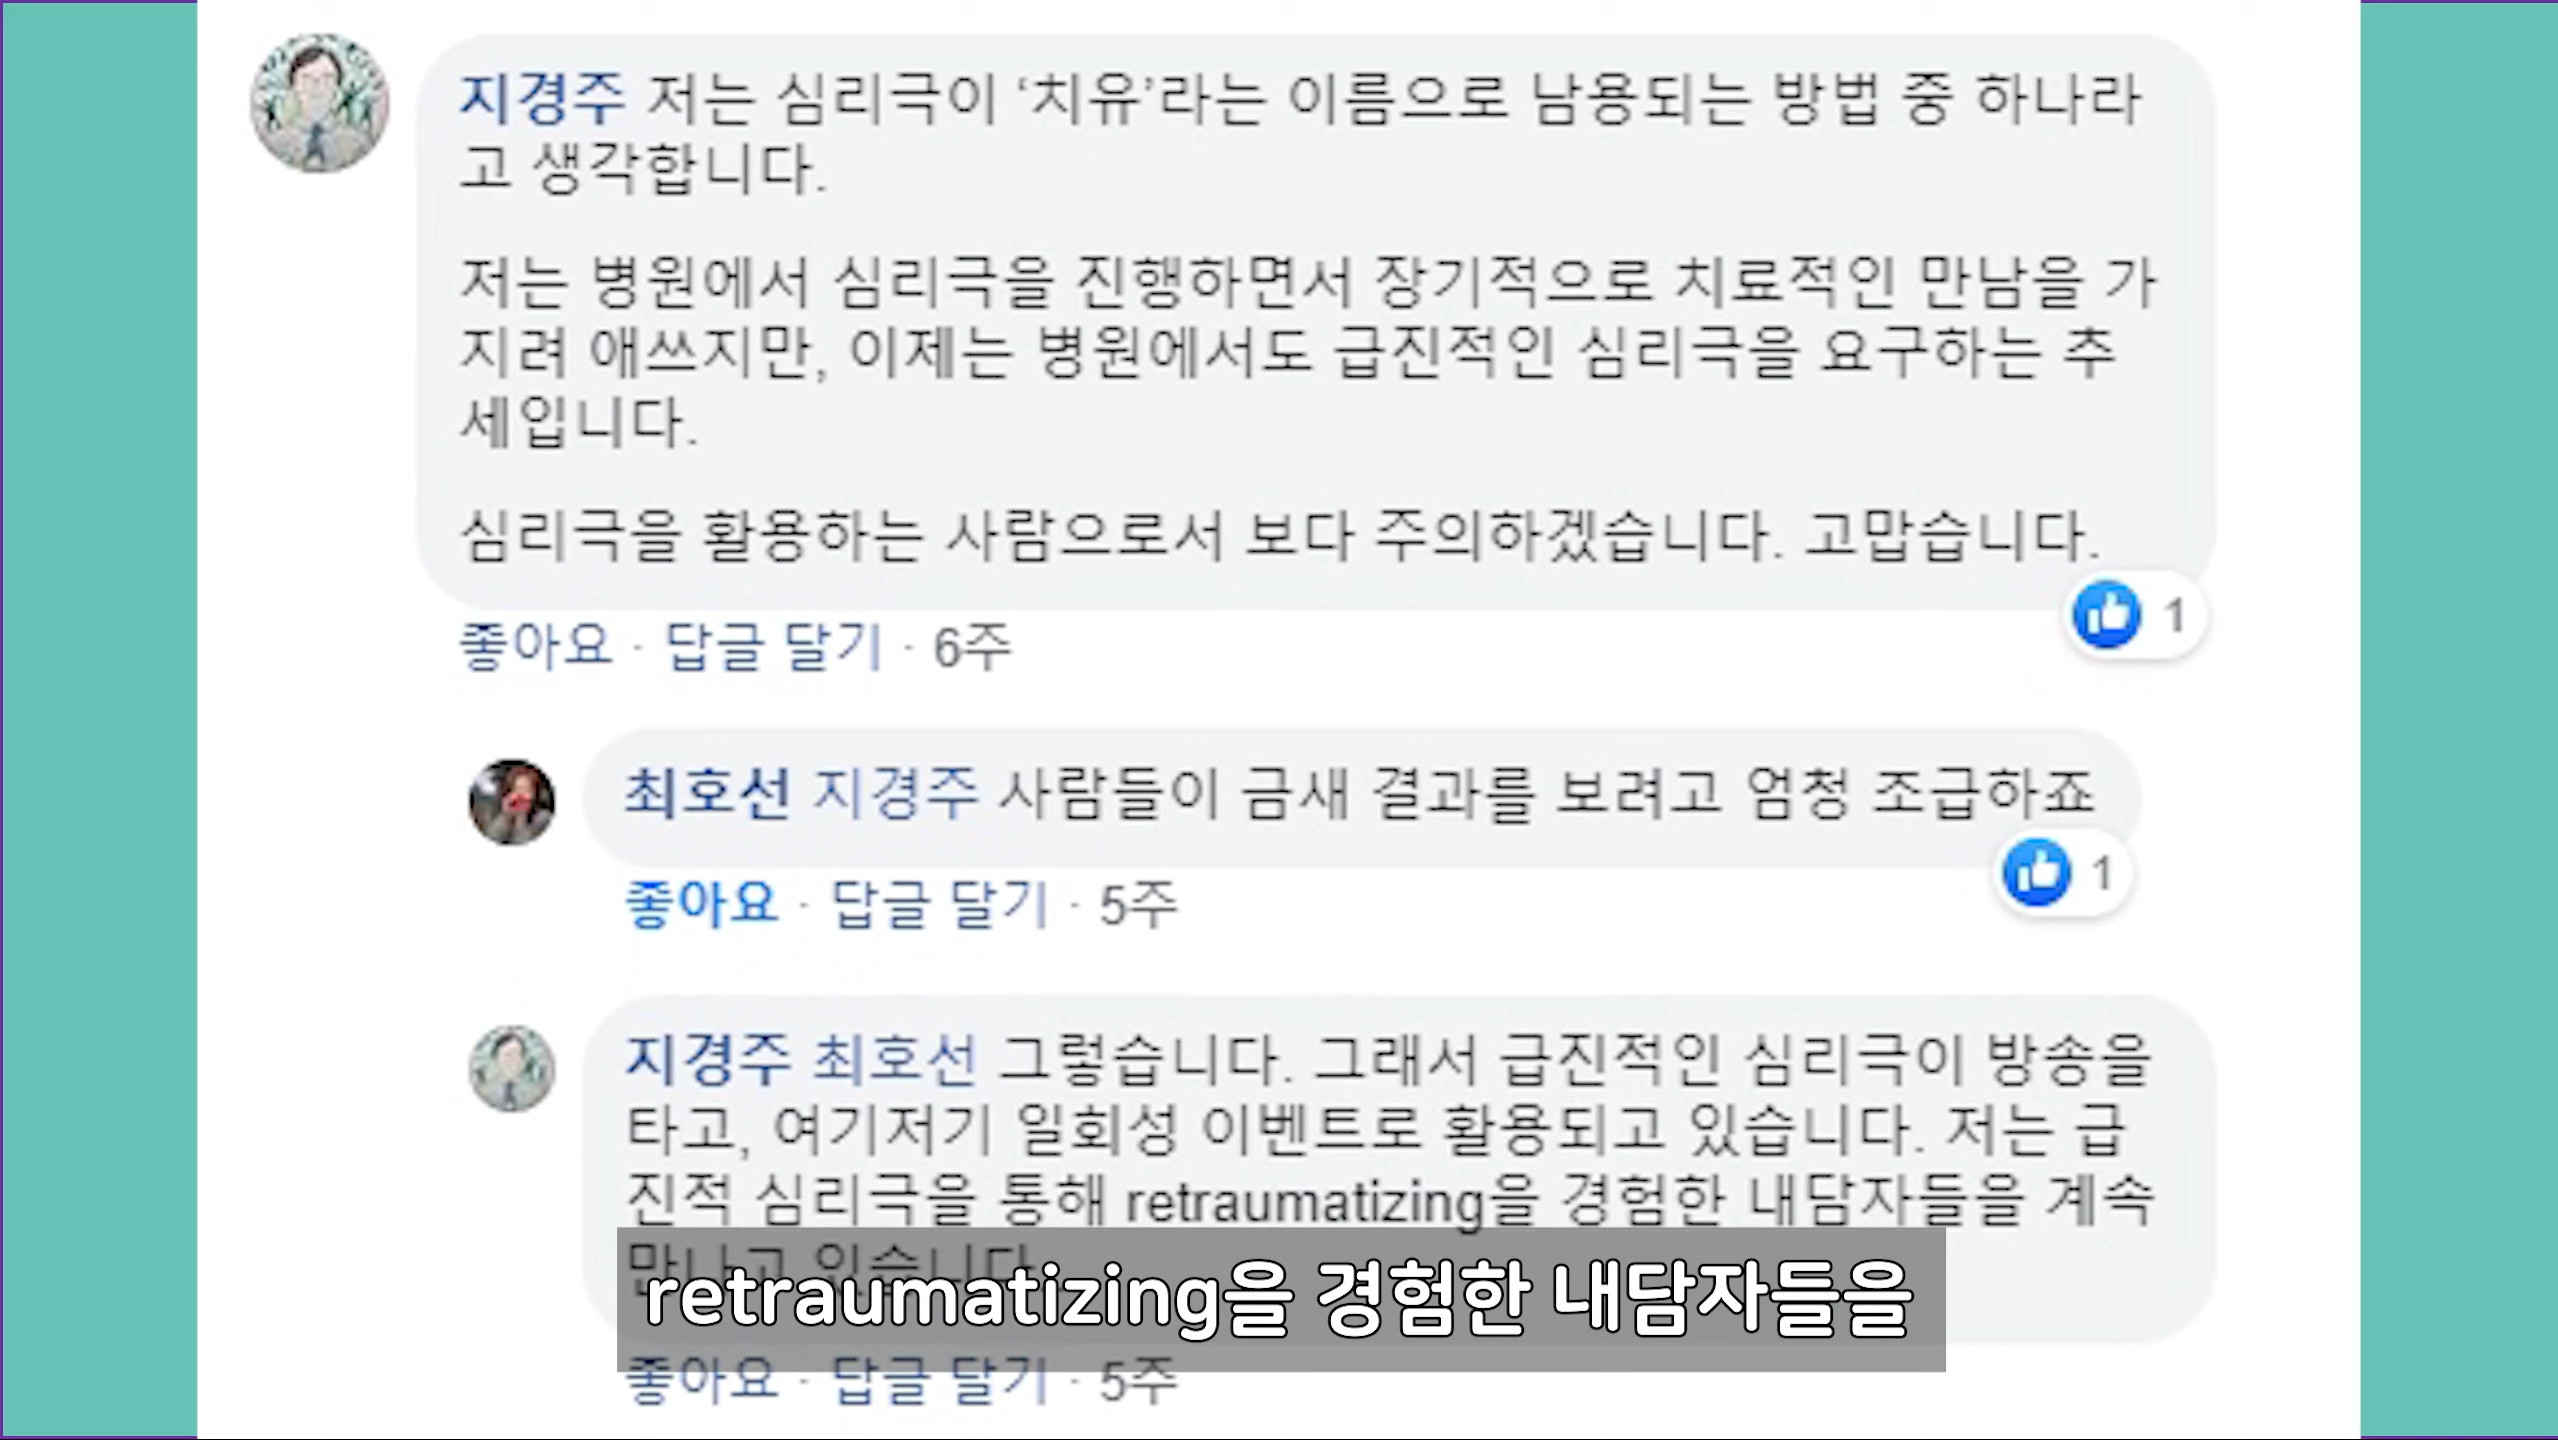 지경주 저는 심리극이 ‘치유’라는 이름으로 남용되는 방법 중 하나라
고 생각합니다.
저는 병원에서 심리극을 진행하면서 장기적으로 치료적인 만남을 가
지려 애쓰지만, 이제는 병원에서도 급진적인 심리극을 요구하는 추
세입니다.
심리극을 활용하는 사람으로서 보다 주의하겠습니다. 고맙습니다.
1
좋아요 · 답글 달기 · 6주
최호선 지경주 사람들이 금새 결과를 보려고 엄청 조급하죠
1
좋아요 · 답글 달기 · 5주
지경주 최호선 그렇습니다. 그래서 급진적인 심리극이 방송을
타고, 여기저기 일회성 이벤트로 활용되고 있습니다. 저는 급
진적 심리극을 통해 retraumatizing을 경험한 내담자들을 계속
만나고 있습니다.
retraumatizing을 경험한 내담자들을
좋아요 · 답글 달기 · 5주